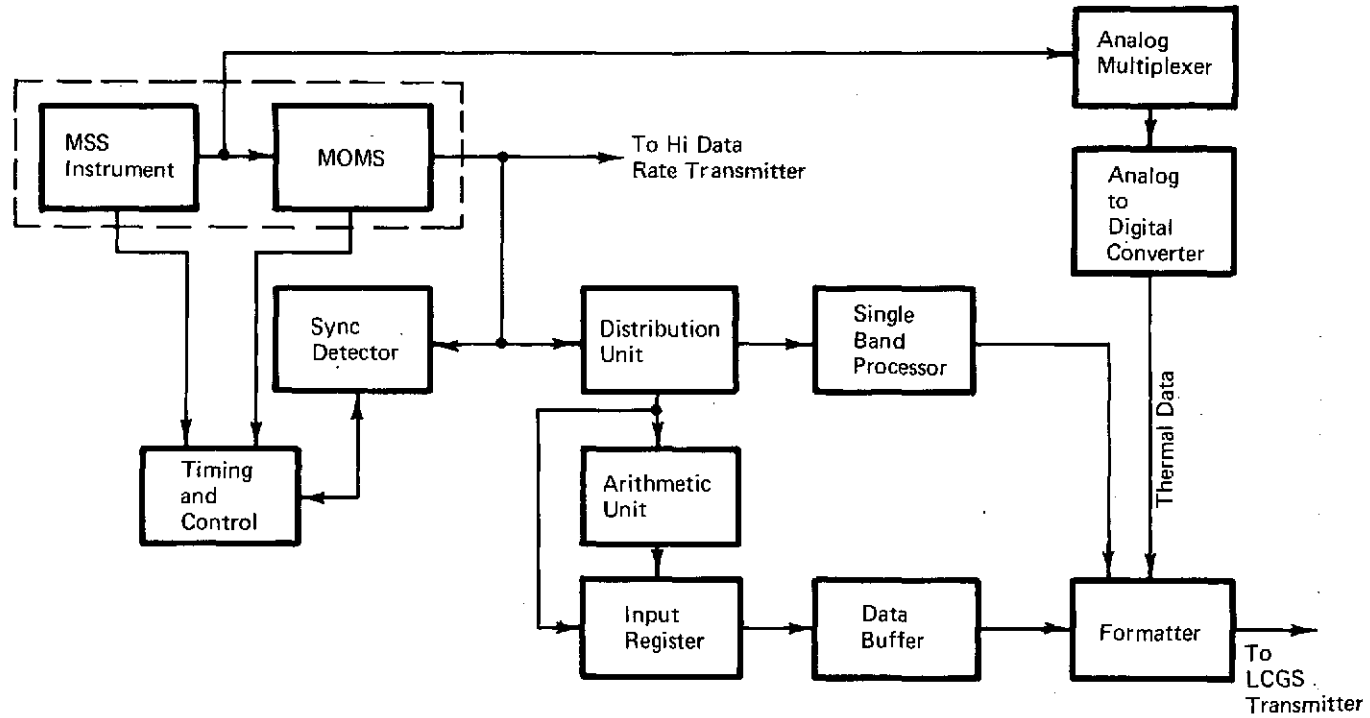 Analog
Multiplexer
MSS
Instrument
MOMS
To Hi Data
Rate Transmitter
Analog
to
Digital
Converter
Sync
Detector
Distribution
Unit
Single
Band
Processor
Thermal Data
Timing
and
Control
Arithmetic
Unit
Input
Register
Data
Buffer
Formatter
To
LCGS
Transmitter